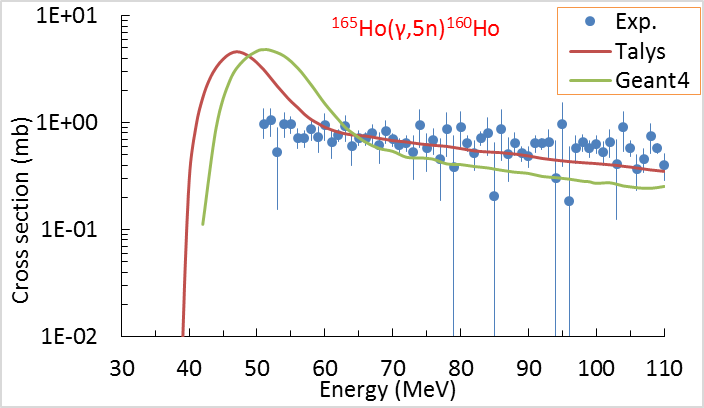 ¹⁶⁵Ho(γ,5n)¹⁶⁰Ho
Exp.
Talys
Geant4
Cross section (mb)
1E+01
1E+00
1E-01
1E-02
30 40 50 60 70 80 90 100 110
Energy (MeV)